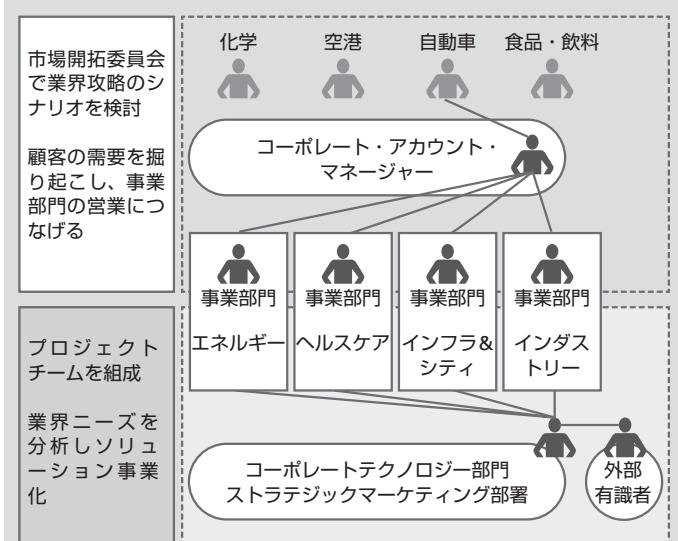 市場開拓委員会
で業界攻略のシ
ナリオを検討
顧客の需要を掘
り起こし、事業
部門の営業につ
なげる
化学
空港
自動車
食品・飲料
コーポレート・アカウント・
マネージャー
事業部門
エネルギー
事業部門
ヘルスケア
事業部門
インフラ&
シティ
事業部門
インダス
トリー
プロジェクト
チームを組成
業界ニーズを
分析しソリュ
ーション事業
化
コーポレートテクノロジー部門
ストラテジックマーケティング部署
外部
有識者